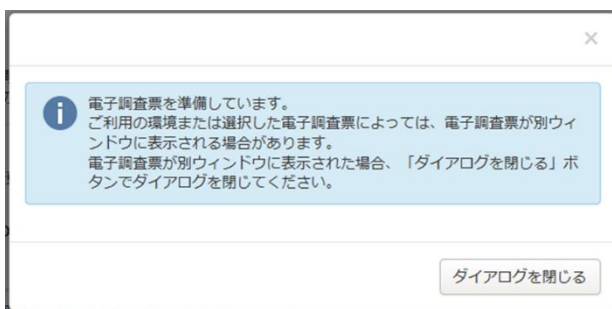 ×
電子調査票を準備しています。
ご利用の環境または選択した電子調査票によっては、電子調査票が別ウィ
ンドウに表示される場合があります。
電子調査票が別ウィンドウに表示された場合、「ダイアログを閉じる」ボ
タンでダイアログを閉じてください。
ダイアログを閉じる